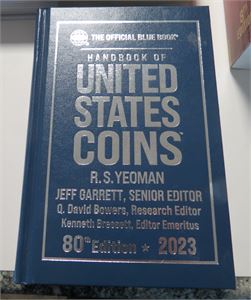 THE OFFICIAL BLUE BOOK®
HANDBOOK OF
UNITED
STATES
COINS™
R. S. YEOMAN
JEFF GARRETT, SENIOR EDITOR
Q. David Bowers, Research Editor
Kenneth Bressett, Editor Emeritus
80th Edition ★ 2023